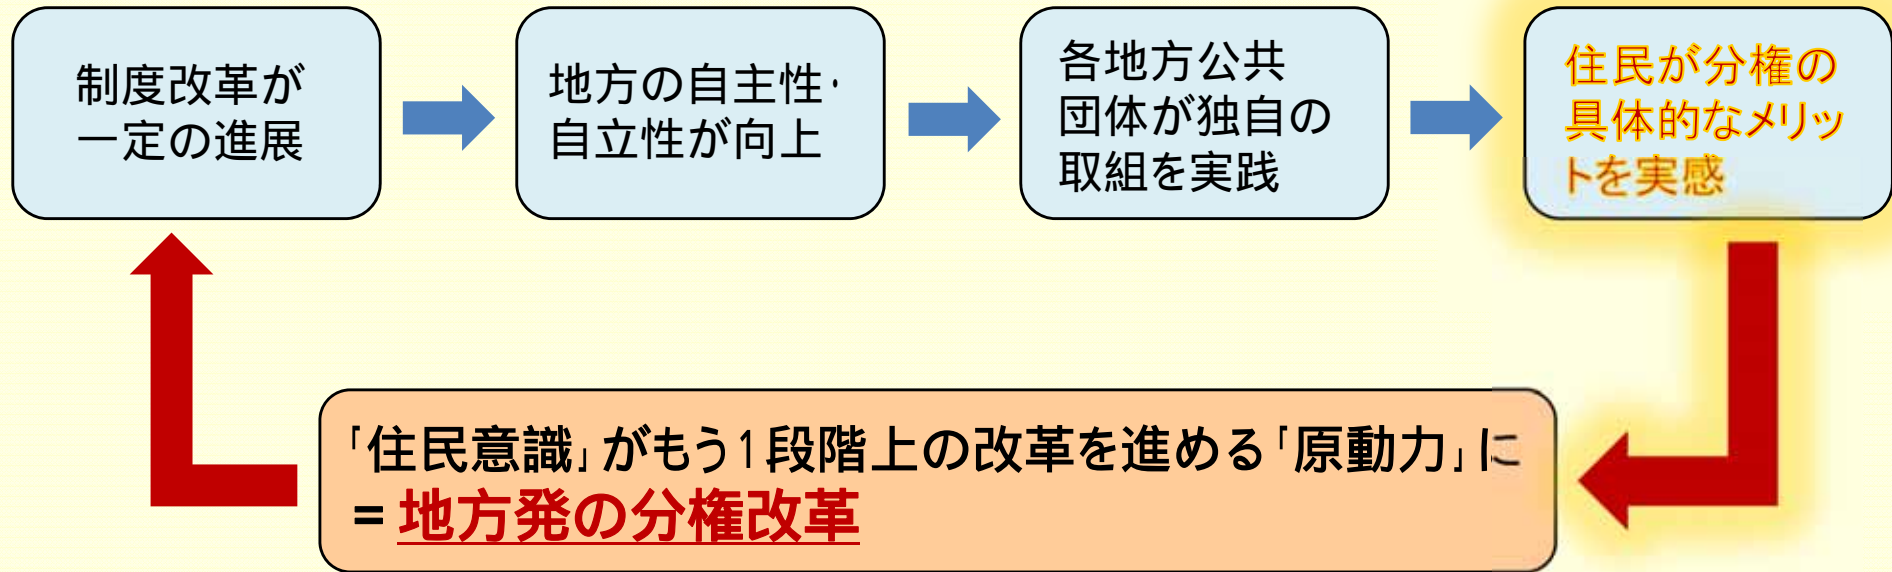 制度改革が
一定の進展
地方の自主性・
自立性が向上
各地方公共
団体が独自の
取組を実践
住民が分権の
具体的なメリッ
トを実感
「住民意識」がもう1段階上の改革を進める「原動力」に
=地方発の分権改革